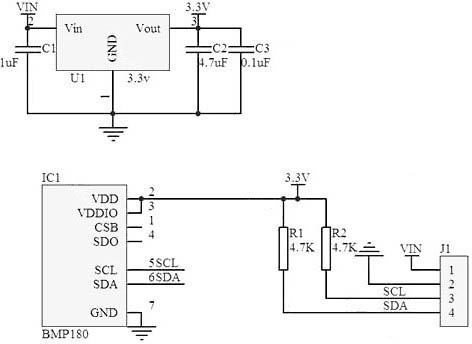 VIN 3.3V
2 Vin Vout 3
C1 GND C2 C3
1uF 4.7uF 0.1uF
U1 3.3v
1
IC1
VDD 2 3.3V
VDDIO 3
CSB 1
SDO 4
R1 R2
4.7K 4.7K
VIN J1
SCL 5SCL 1
SDA 6SDA 2
SCL 3
SDA 4
GND 7
BMP180